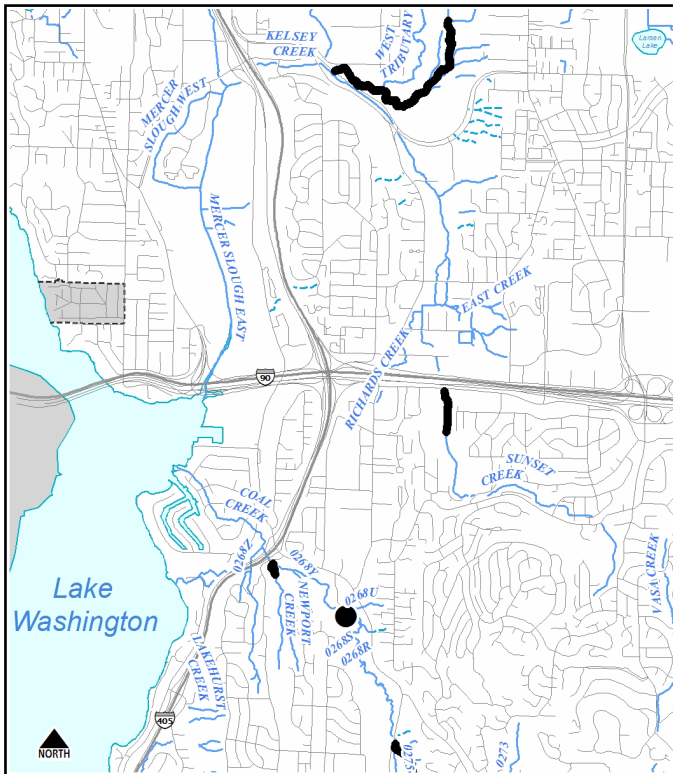 KELSEY
CREEK
WEST
TRIBUTARY
Larsen
Lake
MERCER
SLOUGH WEST
MERCER SLOUGH EAST
EAST CREEK
RICHARDS CREEK
90
SUNSET
CREEK
COAL
CREEK
0268Z
0268Y
NEWPORT
CREEK
0268U
0268S
0268R
VASA CREEK
Lake
Washington
LAKEHURST
CREEK
405
NORTH
0275
0273